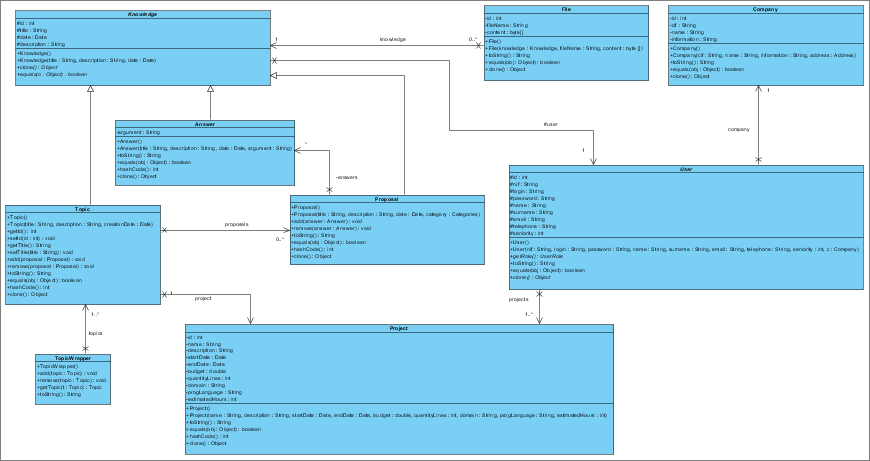 Knowledge
#id : int
#title : String
#date : Date
#description : String
+Knowledge()
+Knowledge(title : String, description : String, date : Date)
+clone() : Object
+equals(o : Object) : boolean
1
knowledge
0..*
File
-id : int
-fileName : String
-content : byte[]
+File()
+File(knowledge : Knowledge, fileName : String, content : byte [])
+toString() : String
+equals(obj : Object) : boolean
+clone() : Object
Company
-id : int
-cif : String
-name : String
-information : String
+Company()
+Company(cif : String, name : String, information : String, address : Address)
+toString() : String
+equals(obj : Object) : boolean
+clone() : Object
1
company
#user
1
Answer
-argument : String
+Answer()
+Answer(title : String, description : String, date : Date, argument : String)
+toString() : String
+equals(obj : Object) : boolean
+hashCode() : int
+clone() : Object
*
-answers
User
#id : int
#nif : String
#login : String
#password : String
#name : String
#surname : String
#email : String
#telephone : String
#seniority : int
+User()
+User(nif : String, login : String, password : String, name : String, surname : String, email : String, telephone : String, seniority : int, c : Company)
+getRole() : UserRole
+toString() : String
+equals(obj : Object) : boolean
+clone() : Object
Proposal
+Proposal()
+Proposal(title : String, description : String, date : Date, category : Categories)
+add(answer : Answer) : void
+remove(answer : Answer) : void
+toString() : String
+equals(obj : Object) : boolean
+hashCode() : int
+clone() : Object
Topic
+Topic()
+Topic(title : String, description : String, creationDate : Date)
+getId() : int
+setId(id : int) : void
+getTitle() : String
+setTitle(title : String) : void
+add(proposal : Proposal) : void
+remove(proposal : Proposal) : void
+toString() : String
+equals(obj : Object) : boolean
+hashCode() : int
+clone() : Object
proposals
0..*
1
project
projects
1..*
1..*
topics
TopicWrapper
+TopicWrapper()
+add(topic : Topic) : void
+remove(topic : Topic) : void
+getTopic(t : Topic) : Topic
+toString() : String
Project
-id : int
-name : String
-description : String
-startDate : Date
-endDate : Date
-budget : double
-quantityLines : int
-domain : String
-progLanguage : String
-estimatedHours : int
+Project()
+Project(name : String, description : String, startDate : Date, endDate : Date, budget : double, quantityLines : int, domain : String, progLanguage : String, estimatedHours : int)
+toString() : String
+equals(obj : Object) : boolean
+hashCode() : int
+clone() : Object